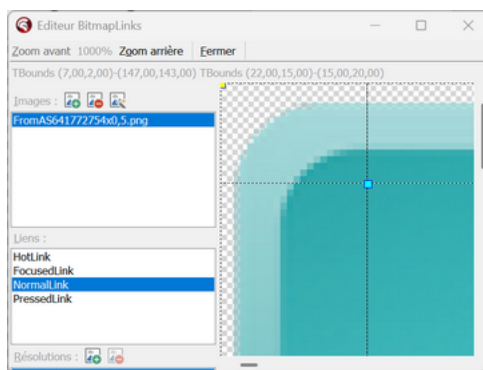 Editeur BitmapLinks
Zoom avant 1000% Zgom arrière Fermer
TBounds (7,00,2,00)-(147,00,143,00) TBounds (22,00,15,00)-(15,00,20,00)
Images :
FromAS641772754x0,5.png
Liens :
HotLink
FocusedLink
NormalLink
PressedLink
Résolutions :